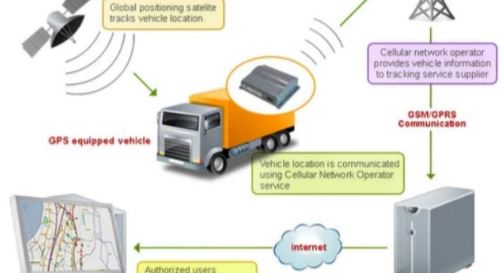 Global positioning satelite
tracks vehicle location.
Cellular network operator
provides vehicle information
to tracking service supplier
GSM/GPRS
Communication
GPS equipped vehicle
Vehicle location is communicated
using Cellular Network Operator
service
Internet
Authorized users